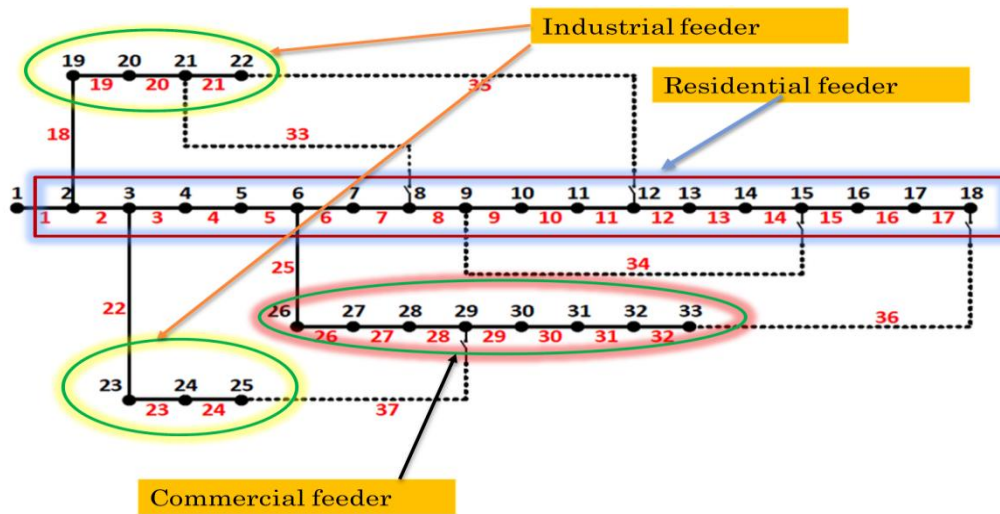 Industrial feeder
19 20 21 22
19 20 21
35
Residential feeder
18
33
1 2 3 4 5 6 7 8 9 10 11 12 13 14 15 16 17 18
1 2 3 4 5 6 7 8 9 10 11 12 13 14 15 16 17
25
34
22
26 27 28 29 30 31 32 33
26 27 28 29 30 31 32
36
23 24 25
23 24
37
Commercial feeder